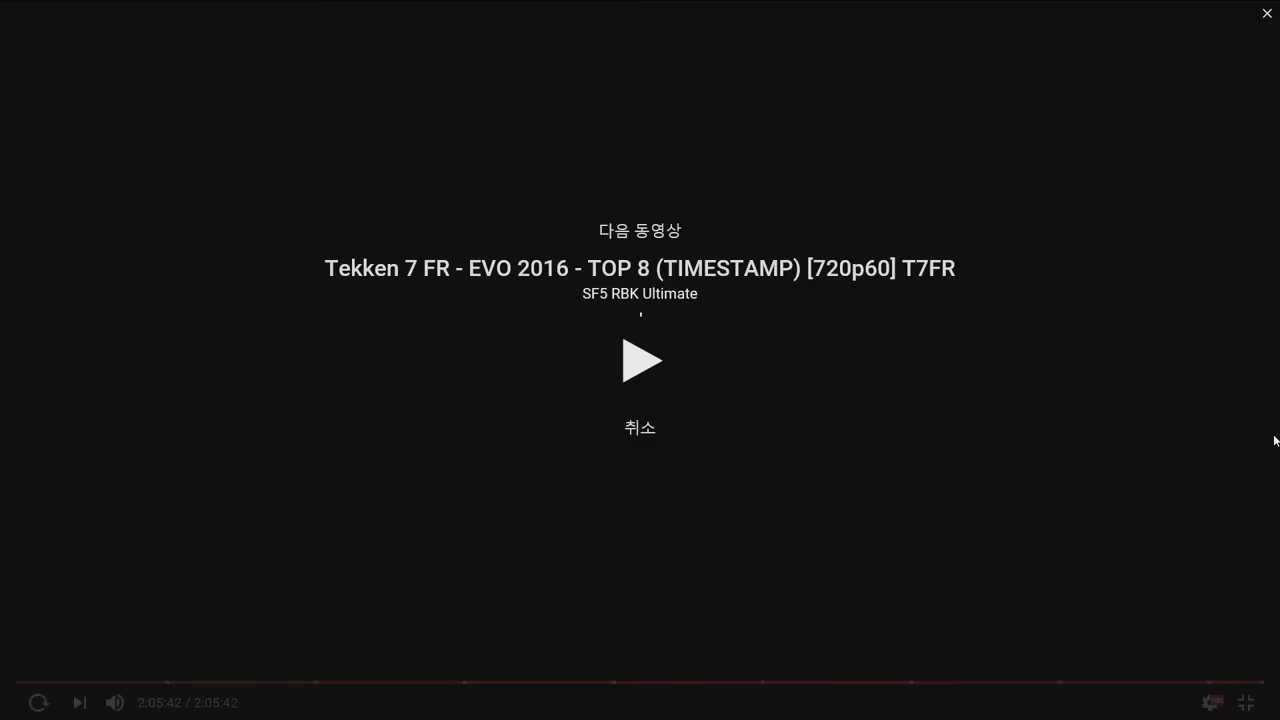 다음 동영상
Tekken 7 FR - EVO 2016 - TOP 8 (TIMESTAMP) [720p60] T7FR
SF5 RBK Ultimate
취소
2:05:42 / 2:05:42
HD